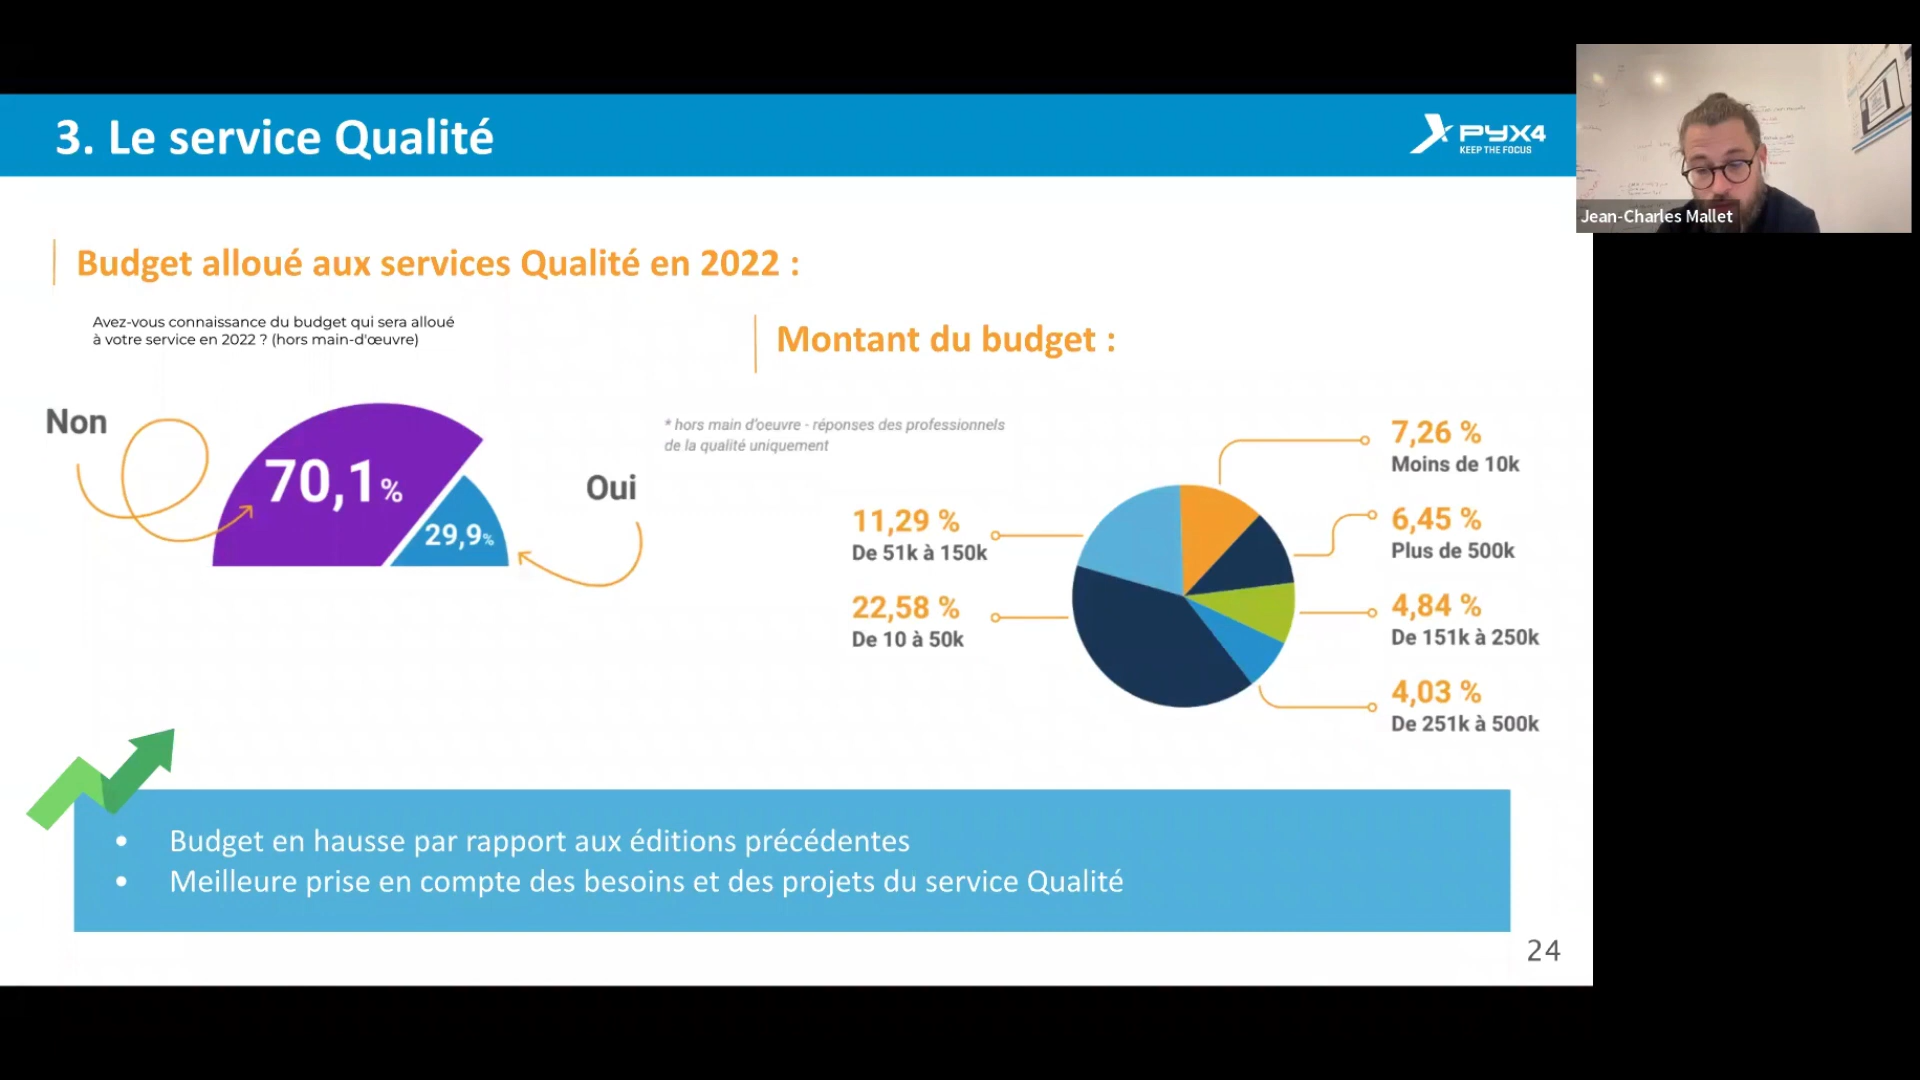 3. Le service Qualité
PYX4
KEEP THE FOCUS
Jean-Charles Mallet
Budget alloué aux services Qualité en 2022 :
Avez-vous connaissance du budget qui sera alloué
à votre service en 2022 ? (hors main-d'œuvre)
Montant du budget :
Non
70,1%
29,9%
Oui
* hors main d'oeuvre - réponses des professionnels
de la qualité uniquement
11,29 %
De 51k à 150k
22,58 %
De 10 à 50k
7,26 %
Moins de 10k
6,45 %
Plus de 500k
4,84 %
De 151k à 250k
4,03 %
De 251k à 500k
• Budget en hausse par rapport aux éditions précédentes
• Meilleure prise en compte des besoins et des projets du service Qualité
24